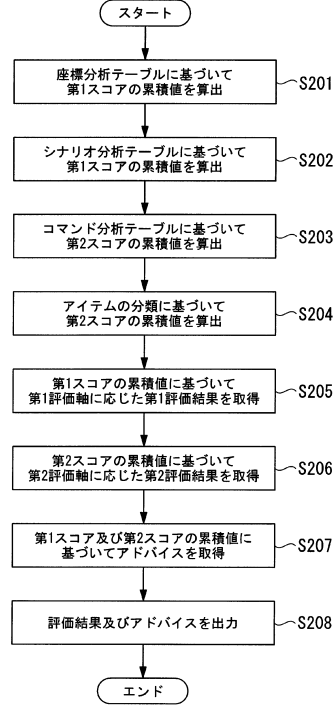 スタート
座標分析テーブルに基づいて
第1スコアの累積値を算出
S201
シナリオ分析テーブルに基づいて
第1スコアの累積値を算出
S202
コマンド分析テーブルに基づいて
第2スコアの累積値を算出
S203
アイテムの分類に基づいて
第2スコアの累積値を算出
S204
第1スコアの累積値に基づいて
第1評価軸に応じた第1評価結果を取得
S205
第2スコアの累積値に基づいて
第2評価軸に応じた第2評価結果を取得
S206
第1スコア及び第2スコアの累積値に
基づいてアドバイスを取得
S207
評価結果及びアドバイスを出力
S208
エンド